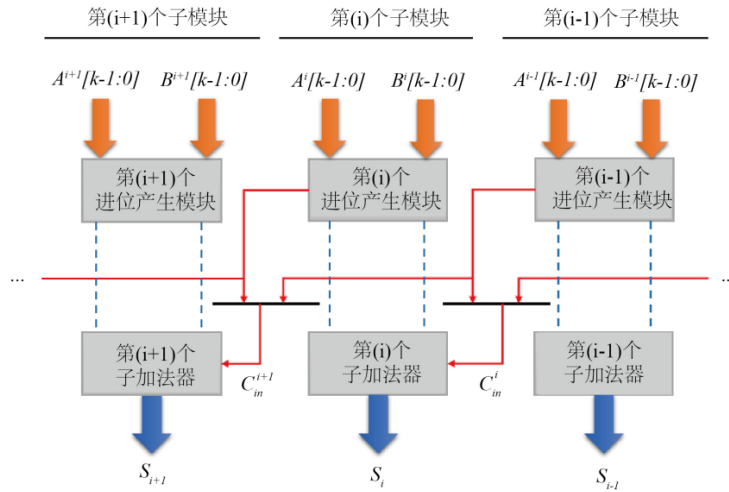 第(i+1)个子模块
第(i)个子模块
第(i-1)个子模块
A^{i+1}[k-1:0]
B^{i+1}[k-1:0]
A^{i}[k-1:0]
B^{i}[k-1:0]
A^{i-1}[k-1:0]
B^{i-1}[k-1:0]
第(i+1)个
进位产生模块
第(i)个
进位产生模块
第(i-1)个
进位产生模块
...
...
第(i+1)个
子加法器
C_{in}^{i+1}
第(i)个
子加法器
C_{in}^{i}
第(i-1)个
子加法器
S_{i+1}
S_{i}
S_{i-1}